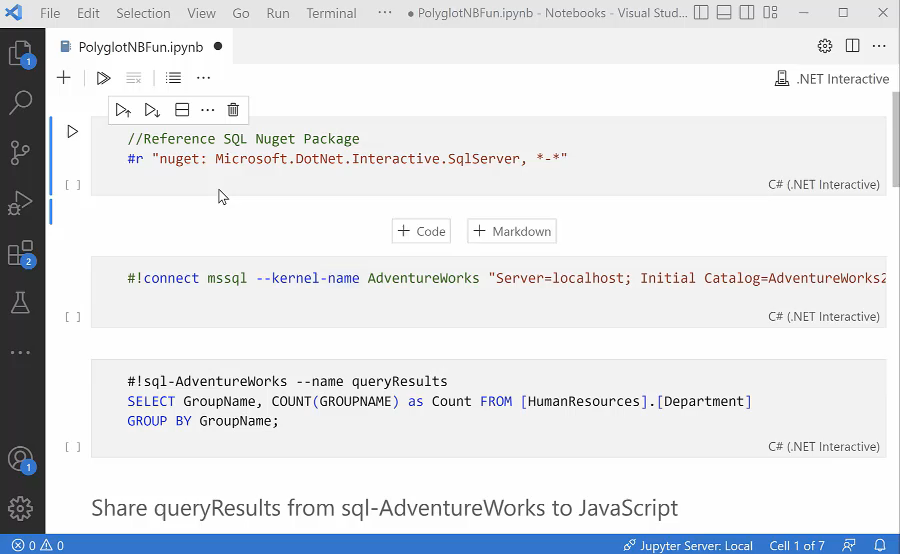 File Edit Selection View Go Run Terminal ··· ● PolyglotNBFun.ipynb - Notebooks - Visual Stud...
PolyglotNBFun.ipynb ●
.NET Interactive
//Reference SQL Nuget Package
#r "nuget: Microsoft.DotNet.Interactive.SqlServer, *-*"
[ ]
C# (.NET Interactive)
+ Code + Markdown
#!connect mssql --kernel-name AdventureWorks "Server=localhost; Initial Catalog=AdventureWorks2
[ ]
C# (.NET Interactive)
#!sql-AdventureWorks --name queryResults
SELECT GroupName, COUNT(GROUPNAME) as Count FROM [HumanResources].[Department]
GROUP BY GroupName;
[ ]
C# (.NET Interactive)
Share queryResults from sql-AdventureWorks to JavaScript
1
2
1
0 0 Jupyter Server: Local Cell 1 of 7